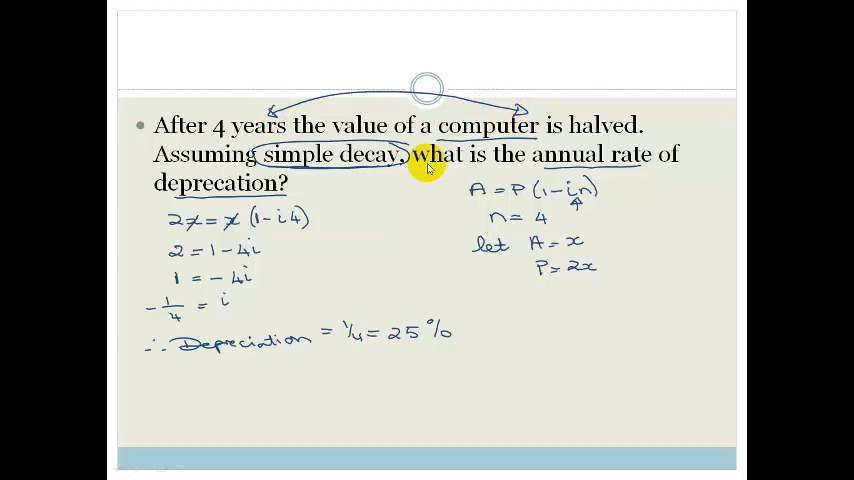 After 4 years the value of a computer is halved.
Assuming simple decay, what is the annual rate of
deprecation?
A = P (1 - in)
n = 4
let A = x
P = 2x
2x = x (1 - i4)
2 = 1 - 4i
1 = - 4i
- 1/4 = i
∴ Depreciation = 1/4 = 25%